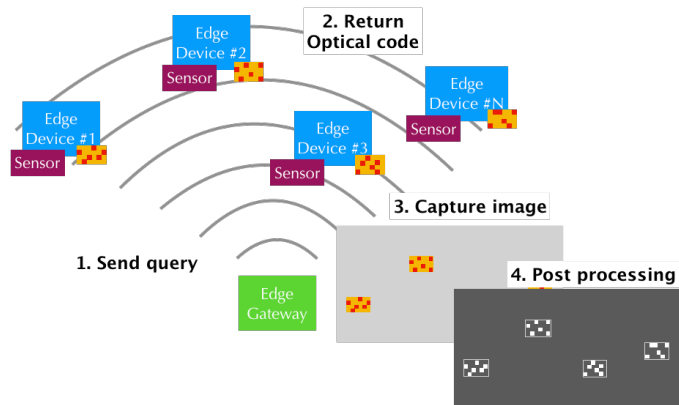 2. Return
Optical code
Edge
Device #2
Sensor
Edge
Device #N
Sensor
Edge
Device #1
Sensor
Edge
Device #3
Sensor
3. Capture image
1. Send query
4. Post processing
Edge
Gateway